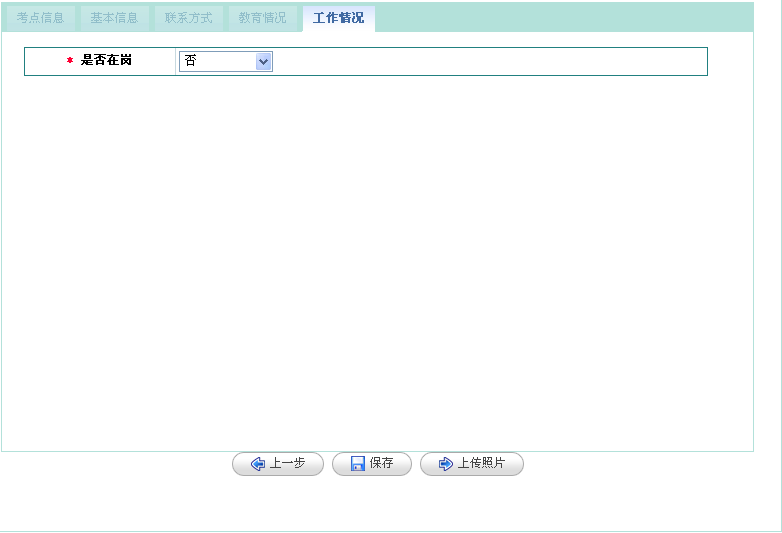 考点信息 基本信息 联系方式 教育情况 工作情况
* 是否在岗 否
上一步 保存 上传照片